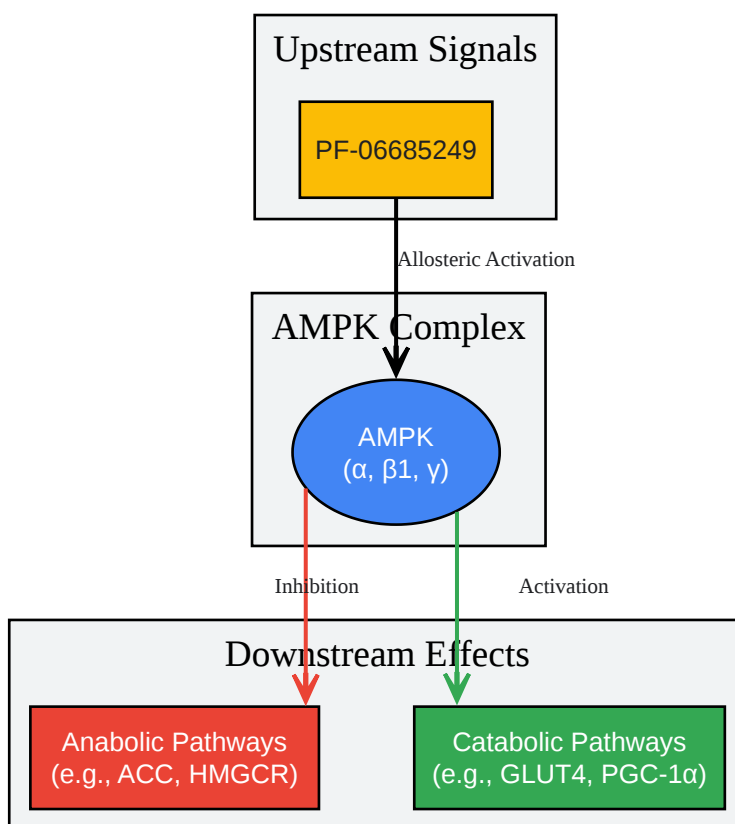 Upstream Signals
PF-06685249
Allosteric Activation
AMPK Complex
AMPK
(α, β1, γ)
Inhibition
Activation
Downstream Effects
Anabolic Pathways
(e.g., ACC, HMGCR)
Catabolic Pathways
(e.g., GLUT4, PGC-1α)